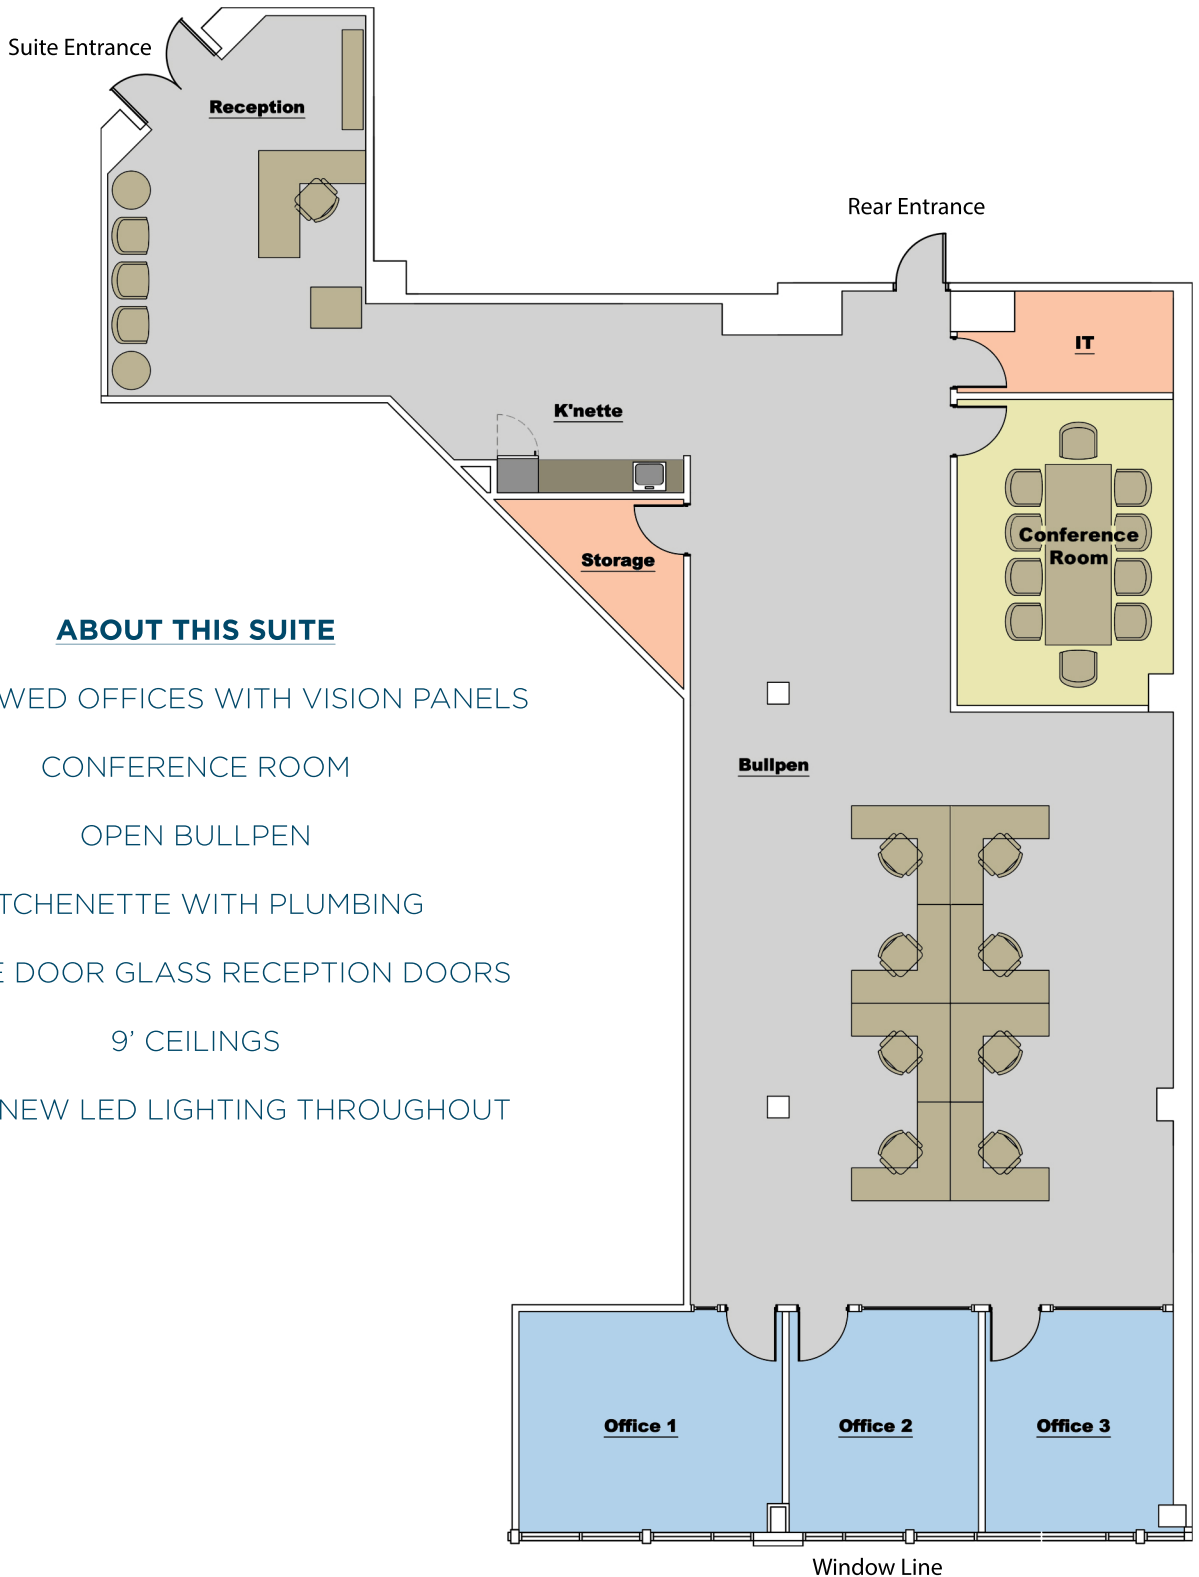 Suite Entrance
Reception
Rear Entrance
IT
K'nette
Conference
Room
Storage
ABOUT THIS SUITE
OFFICES WITH VISION PANELS
CONFERENCE ROOM
Bullpen
OPEN BULLPEN
WITH PLUMBING
DOOR GLASS RECEPTION DOORS
9’ CEILINGS
NEW LED LIGHTING THROUGHOUT
Office 1
Office 2
Office 3
Window Line